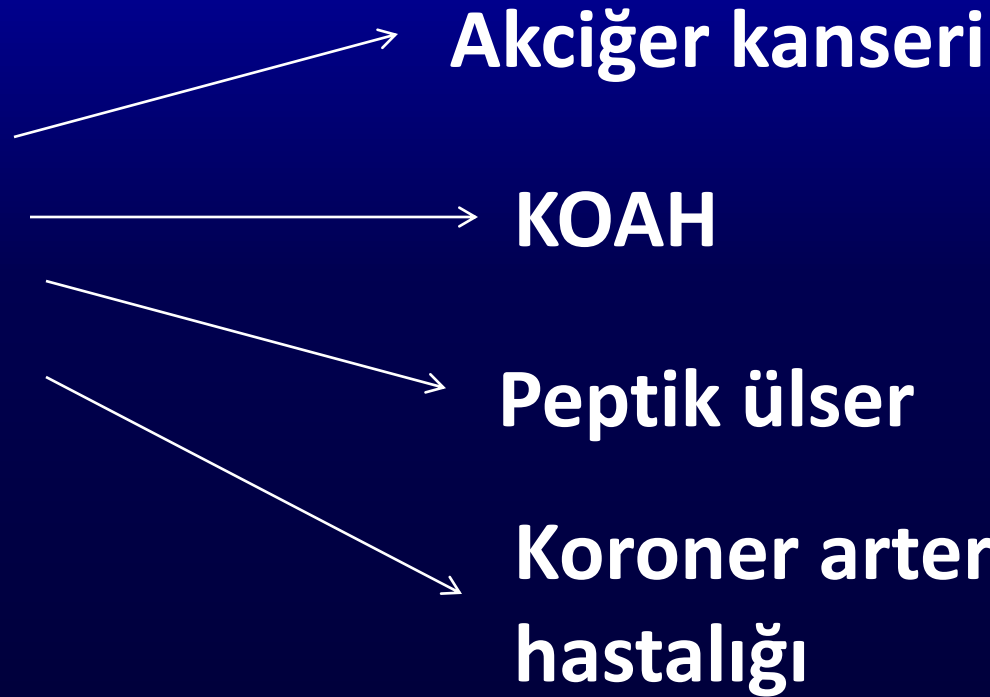 Akciğer kanseri
KOAH
Peptik ülser
Koroner arter
hastalığı